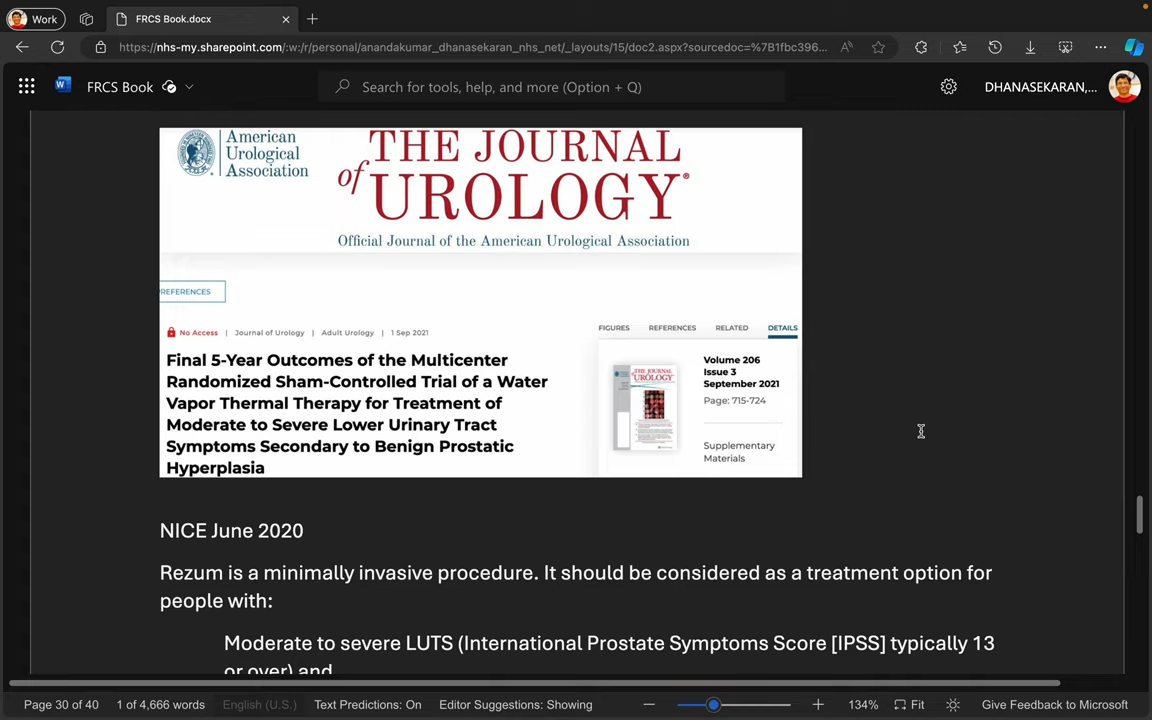 Work
FRCS Book.docx
https://nhs-my.sharepoint.com/:w:/r/personal/anandakumar_dhanasekaran_nhs_net/_layouts/15/doc2.aspx?sourcedoc=%7B1fbc396...
FRCS Book
Search for tools, help, and more (Option + Q)
DHANASEKARAN,...
American
Urological
Association
THE JOURNAL
of UROLOGY®
Official Journal of the American Urological Association
REFERENCES
No Access | Journal of Urology | Adult Urology | 1 Sep 2021
Final 5-Year Outcomes of the Multicenter
Randomized Sham-Controlled Trial of a Water
Vapor Thermal Therapy for Treatment of
Moderate to Severe Lower Urinary Tract
Symptoms Secondary to Benign Prostatic
Hyperplasia
FIGURES REFERENCES RELATED DETAILS
THE JOURNAL
UROLOGY
Volume 206
Issue 3
September 2021
Page: 715-724
Supplementary
Materials
NICE June 2020
Rezum is a minimally invasive procedure. It should be considered as a treatment option for
people with:
Moderate to severe LUTS (International Prostate Symptoms Score [IPSS] typically 13
or over) and
Page 30 of 40 1 of 4,666 words English (U.S.) Text Predictions: On Editor Suggestions: Showing 134% Fit Give Feedback to Microsoft